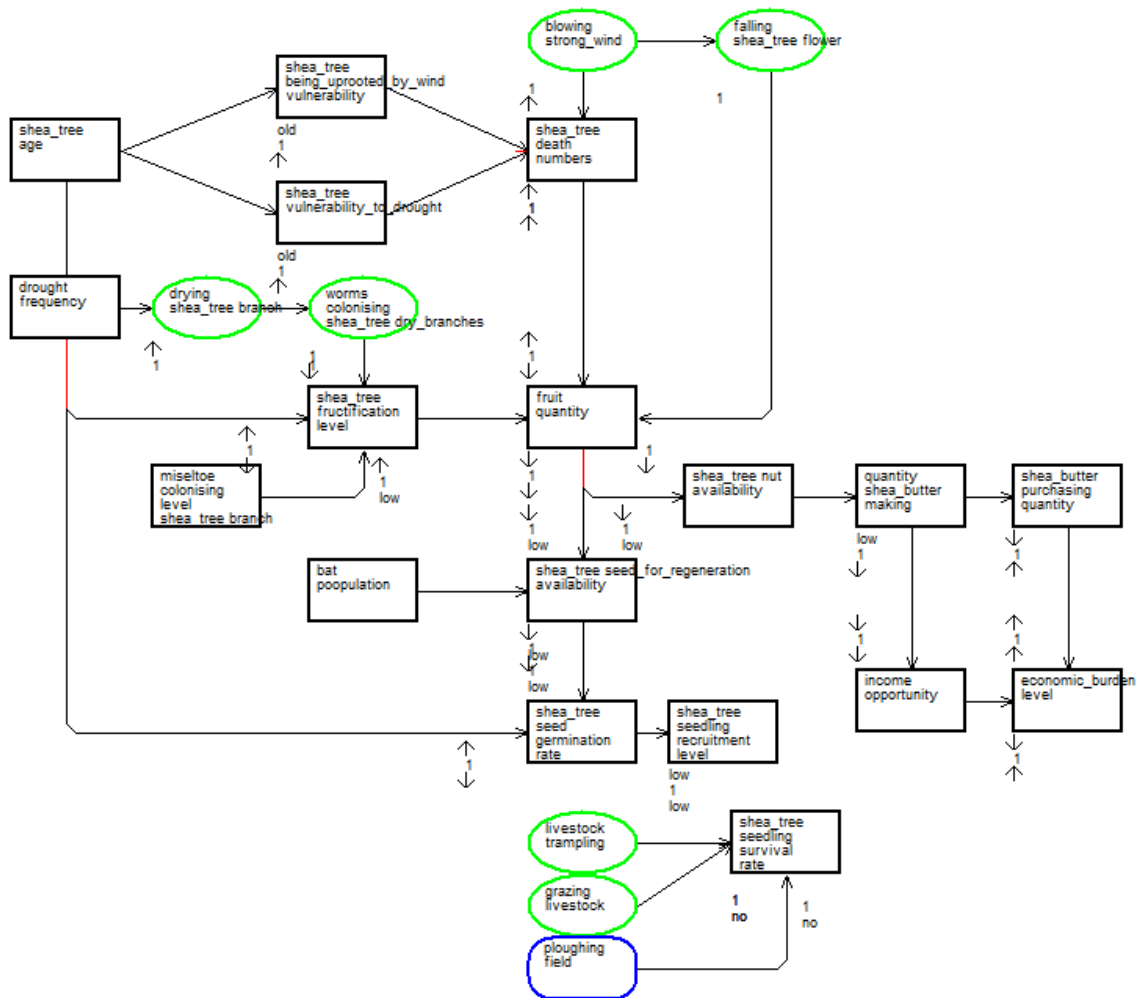 blowing
strong_wind
falling
shea_tree flower
shea_tree
being_uprooted_by_wind
vulnerability
old
1
1
1
shea_tree
age
shea_tree
death
numbers
1
shea_tree
vulnerability_to_drought
old
1
drought
frequency
drying
shea_tree branch
1
worms
colonising
shea_tree dry_branches
1
1
1
shea_tree
fructification
level
fruit
quantity
1
1
low
1
1
miseltoe
colonising
level
shea_tree branch
shea_tree nut
availability
quantity
shea_butter
making
shea_butter
purchasing
quantity
1
low
1
low
low
1
1
bat
poopulation
shea_tree seed_for_regeneration
availability
1
low
1
low
1
1
income
opportunity
economic_burden
level
shea_tree
seed
germination
rate
shea_tree
seedling
recruitment
level
1
1
low
1
low
livestock
trampling
shea_tree
seedling
survival
rate
grazing
livestock
1
no
1
no
ploughing
field